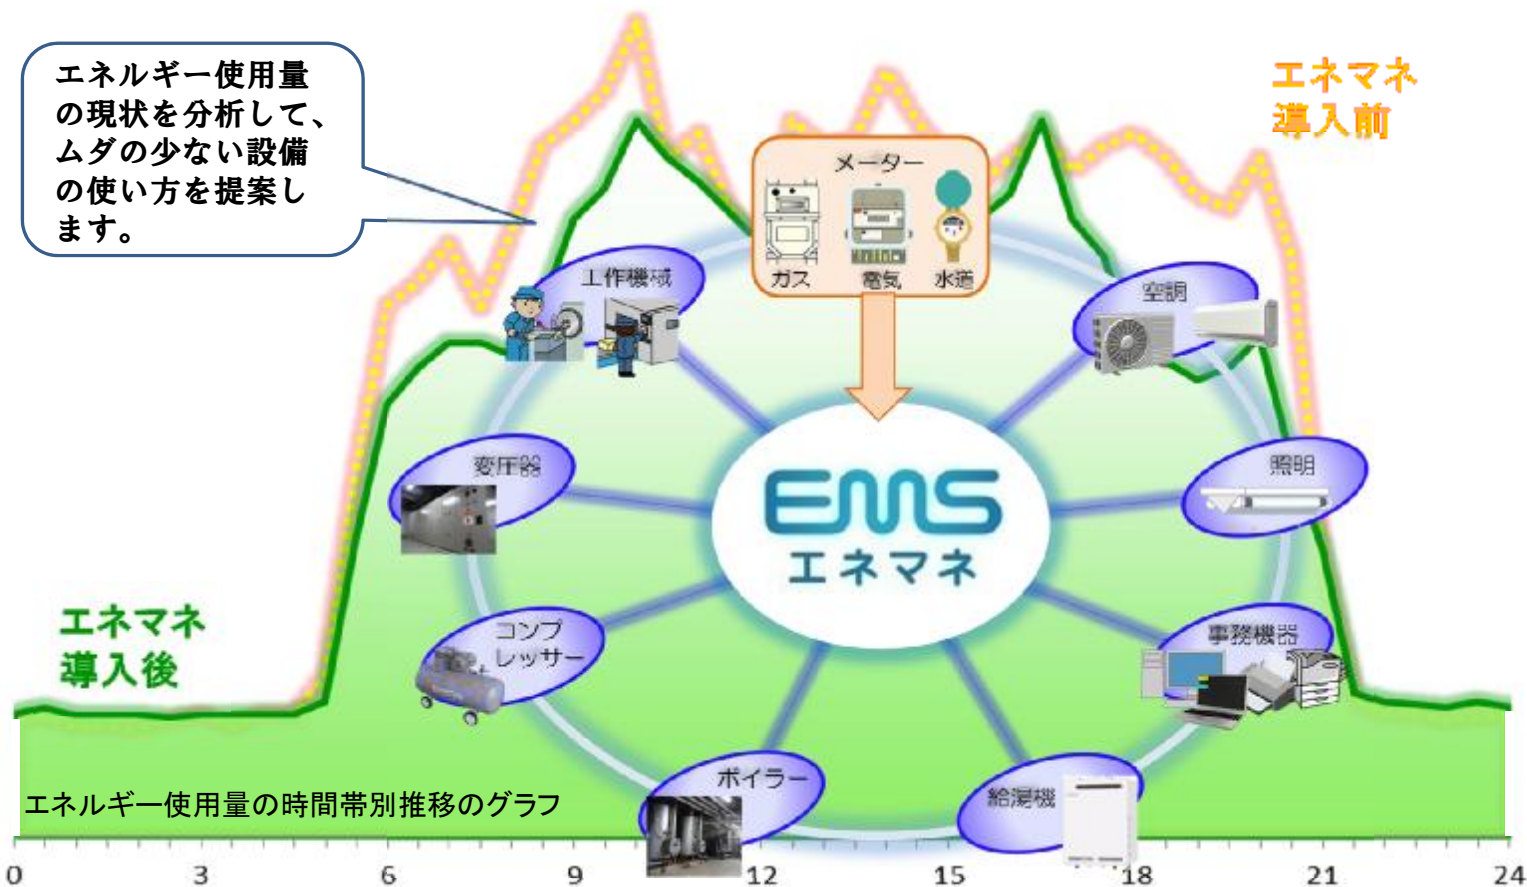 エネルギー使用量
の現状を分析して、
ムダの少ない設備
の使い方を提案し
ます。
エネマネ
導入前
メーター
ガス
電気
水道
工作機械
空調
変圧器
照明
EMS
エネマネ
エネマネ
導入後
コンプ
レッサー
事務機器
ボイラー
給湯機
エネルギー使用量の時間帯別推移のグラフ
0 3 6 9 12 15 18 21 24